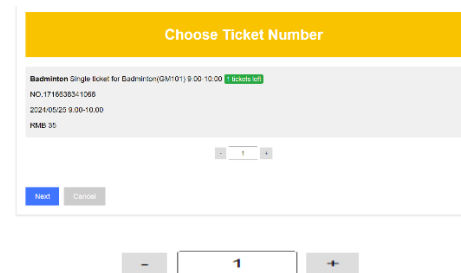 Choose Ticket Number
Badminton Single ticket for Badminton(GM101) 9:00-10:00 1 tickets left
NO.1716638341068
2024/05/25 9:00-10:00
RMB 35
- 1 +
Next Cancel
- 1 +